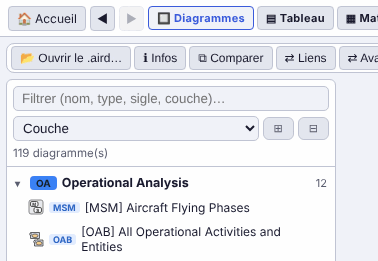 🏠 Accueil ◀ ▶ 🔲 Diagrammes ▤ Tableau ▦ Mat
📂 Ouvrir le .aird… ℹ Infos ⧉ Comparer ⇄ Liens ⇄ Ava
Filtrer (nom, type, sigle, couche)…
Couche ⊞ ⊟
119 diagramme(s)
▾ OA Operational Analysis 12
MSM [MSM] Aircraft Flying Phases
OAB [OAB] All Operational Activities and
Entities